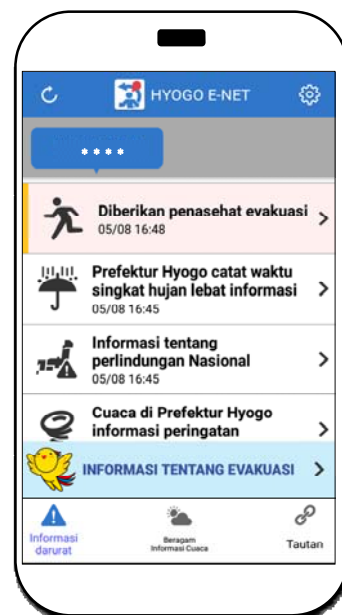 HYOGO E-NET
****
Diberikan penasehat evakuasi
05/08 16:48
Prefektur Hyogo catat waktu
singkat hujan lebat informasi
05/08 16:45
Informasi tentang
perlindungan Nasional
05/08 16:45
Cuaca di Prefektur Hyogo
informasi peringatan
INFORMASI TENTANG EVAKUASI
Informasi
darurat
Beragam
Informasi Cuaca
Tautan